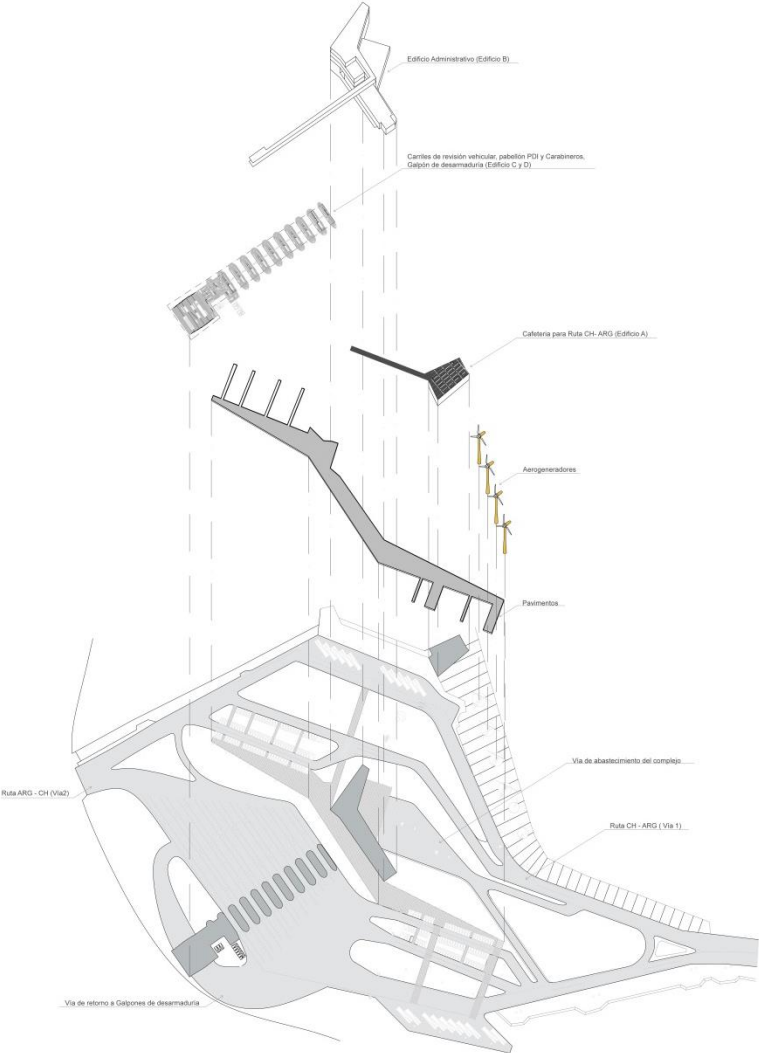 Edificio Administrativo (Edificio B)
Carriles de revisión vehicular, pabellón PDI y Carabineros,
Galpón de desarmaduría (Edificio C y D)
Cafeteria para Ruta CH- ARG (Edificio A)
Aerogeneradores
Pavimentos
Vía de abastecimiento del complejo
Ruta ARG - CH (Vía2)
Ruta CH - ARG ( Vía 1)
Vía de retorno a Galpones de desarmaduría